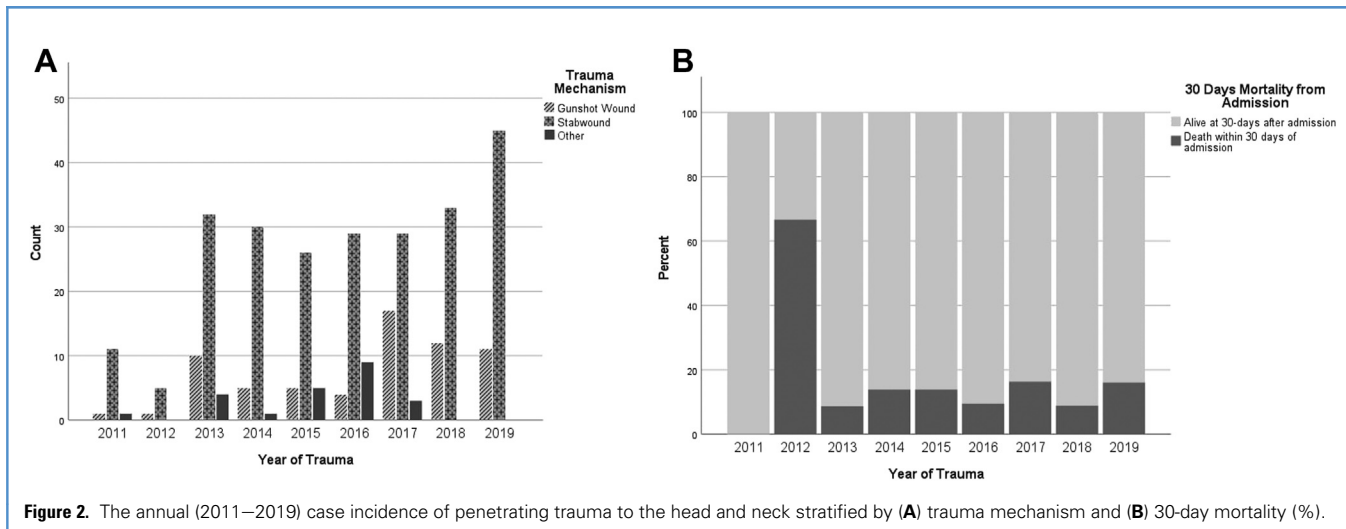 A
Trauma
Mechanism
Gunshot Wound
Stabwound
Other
50
40
30
20
10
0
Count
2011 2012 2013 2014 2015 2016 2017 2018 2019
Year of Trauma
B
30 Days Mortality from
Admission
Alive at 30-days after admission
Death within 30 days of
admission
100
80
60
40
20
0
Percent
2011 2012 2013 2014 2015 2016 2017 2018 2019
Year of Trauma
Figure 2. The annual (2011–2019) case incidence of penetrating trauma to the head and neck stratified by (A) trauma mechanism and (B) 30-day mortality (%).